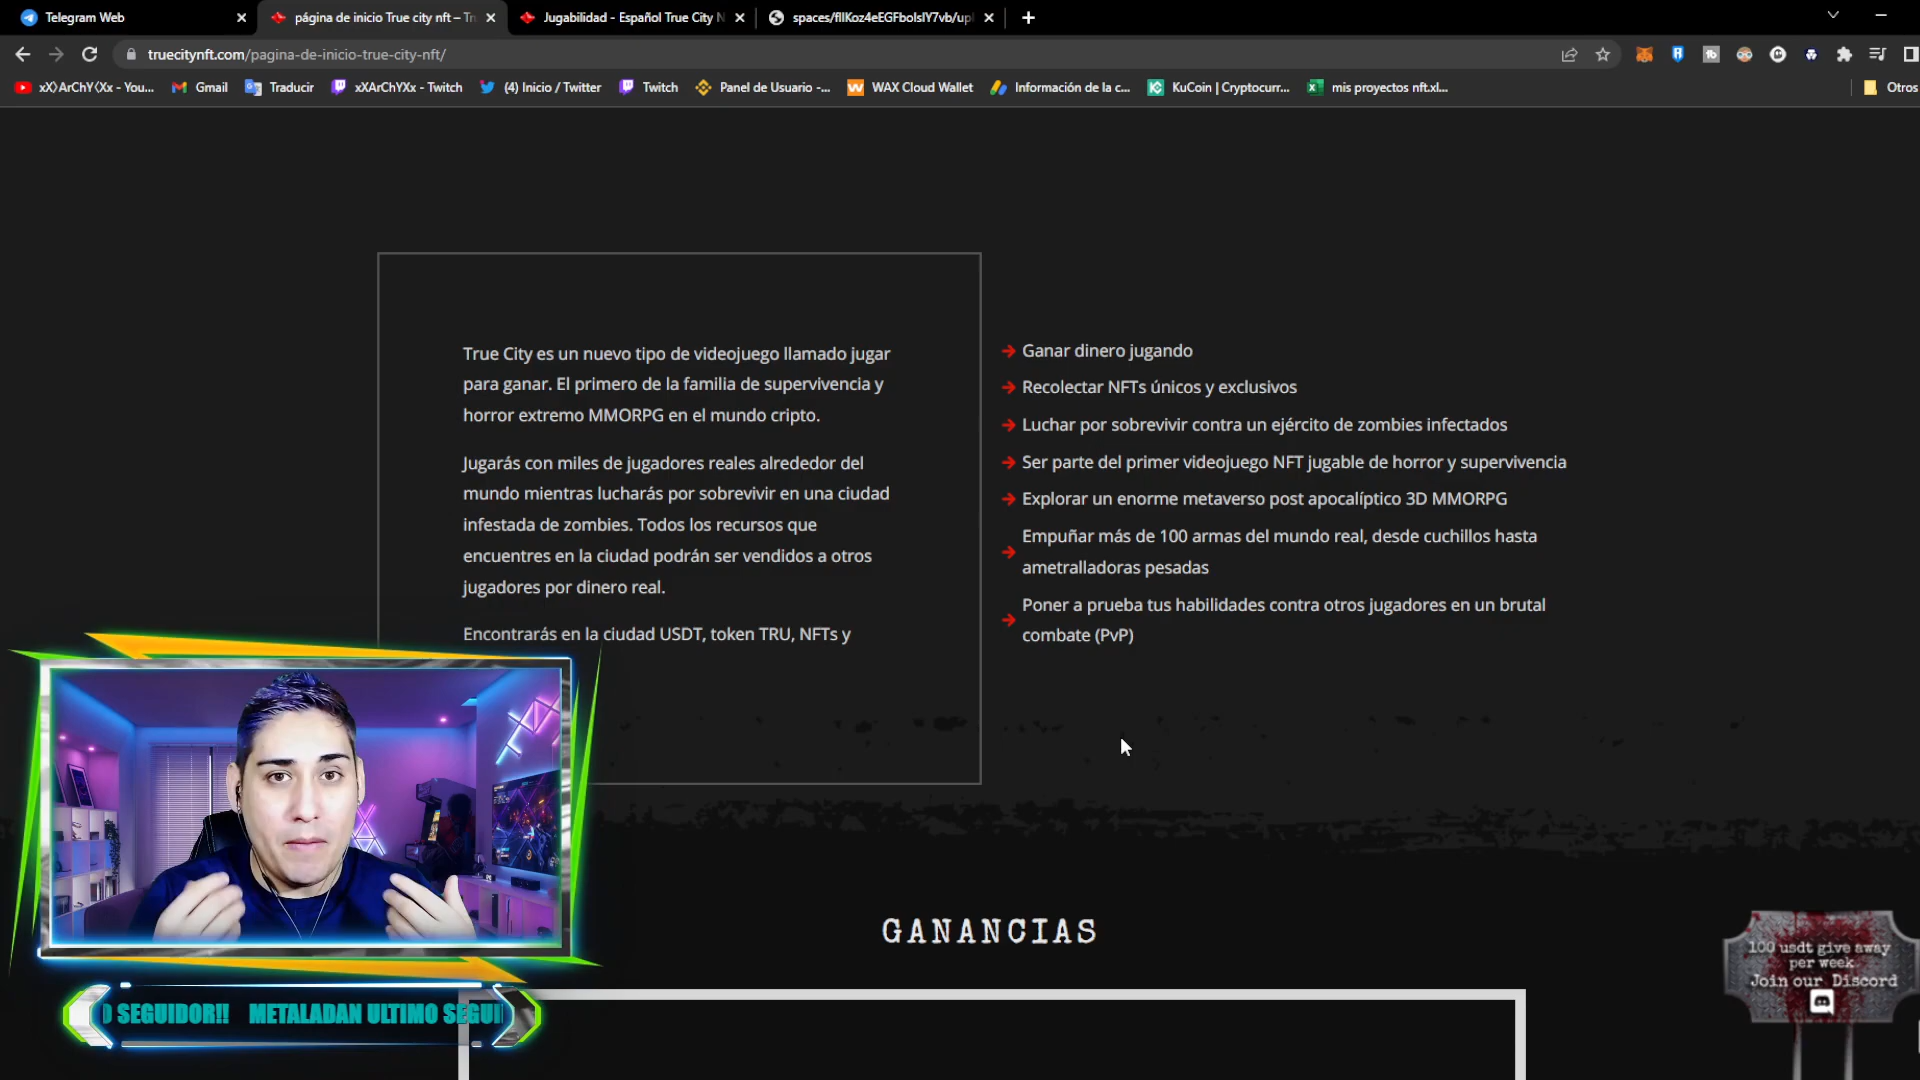 Telegram Web
página de inicio True city nft – Tr
Jugabilidad - Español True City N
truecitynft.com/pagina-de-inicio-true-city-nft/
xX)ArChY(Xx - You...
Gmail
Traducir
xXArChYXx - Twitch
(4) Inicio / Twitter
Twitch
Panel de Usuario -...
WAX Cloud Wallet
Información de la c...
KuCoin | Cryptocurr...
mis proyectos nft.xl...
Otros
True City es un nuevo tipo de videojuego llamado jugar
para ganar. El primero de la familia de supervivencia y
horror extremo MMORPG en el mundo cripto.
Jugarás con miles de jugadores reales alrededor del
mundo mientras lucharás por sobrevivir en una ciudad
infestada de zombies. Todos los recursos que
encuentres en la ciudad podrán ser vendidos a otros
jugadores por dinero real.
Encontrarás en la ciudad USDT, token TRU, NFTs y
Ganar dinero jugando
Recolectar NFTs únicos y exclusivos
Luchar por sobrevivir contra un ejército de zombies infectados
Ser parte del primer videojuego NFT jugable de horror y supervivencia
Explorar un enorme metaverso post apocalíptico 3D MMORPG
Empuñar más de 100 armas del mundo real, desde cuchillos hasta
ametralladoras pesadas
Poner a prueba tus habilidades contra otros jugadores en un brutal
combate (PvP)
GANANCIAS
100 usdt give away
per week
Join our Discord
O SEGUIDOR!! METALADAN ULTIMO SEGUI